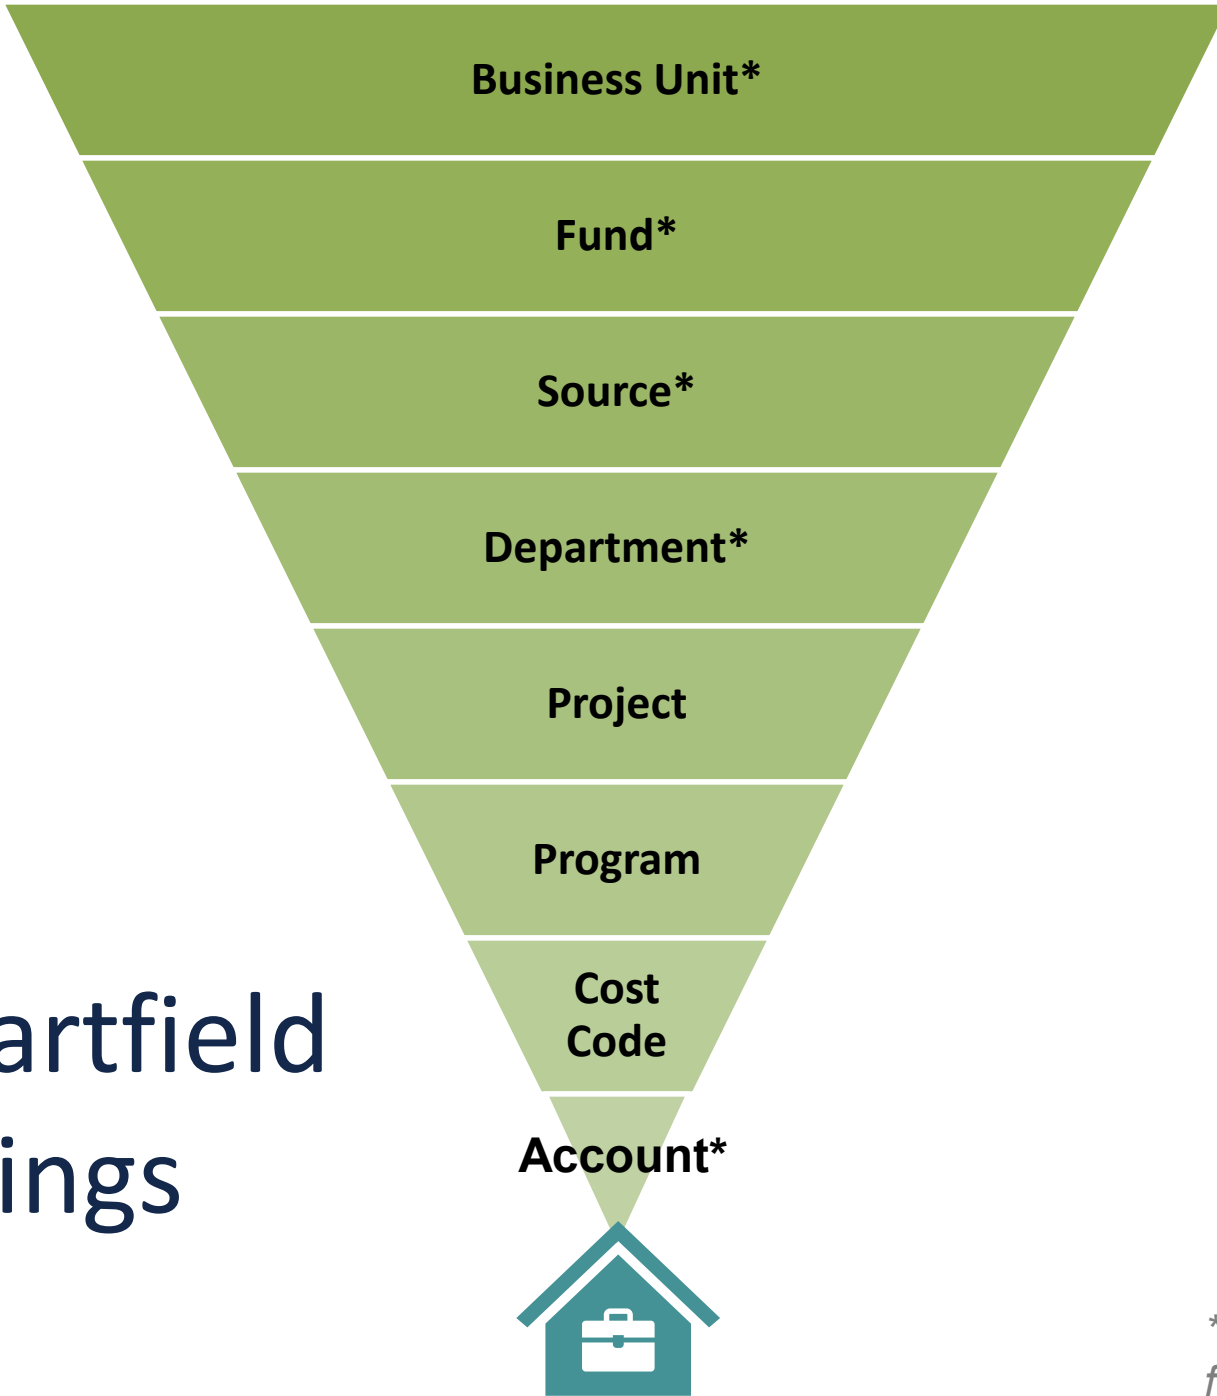 Business Unit*
Fund*
Source*
Department*
Project
Program
Cost
Code
artfield
ings
Account*
*
f